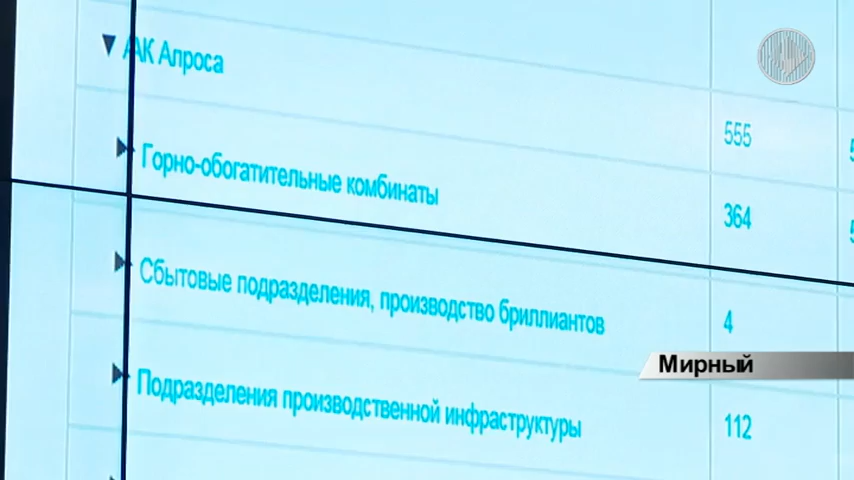 АК Алроса
555
Горно-обогатительные комбинаты
364
Сбытовые подразделения, производство бриллиантов
4
Мирный
Подразделения производственной инфраструктуры
112